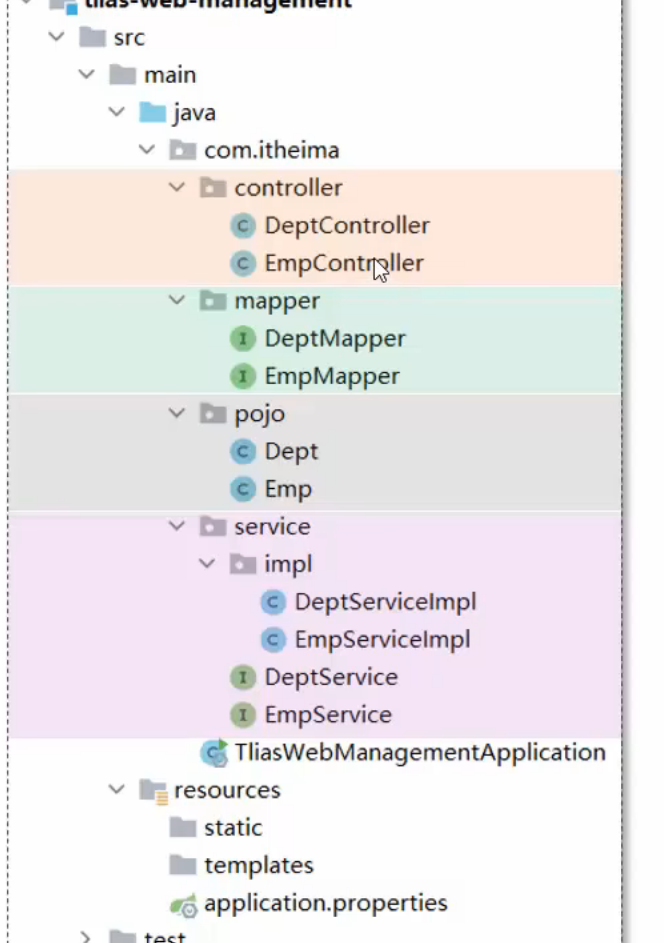 tlias-web-management
src
main
java
com.itheima
controller
C DeptController
C EmpController
mapper
I DeptMapper
I EmpMapper
pojo
C Dept
C Emp
service
impl
C DeptServiceImpl
C EmpServiceImpl
I DeptService
I EmpService
C TliasWebManagementApplication
resources
static
templates
application.properties
test